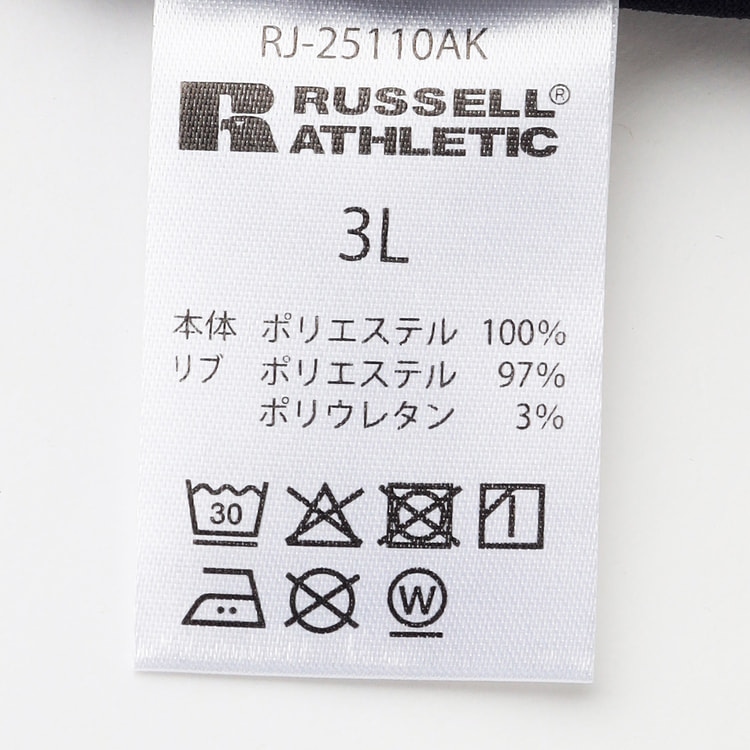 RJ-25110AK
RUSSELL®
ATHLETIC
3L
本体 ポリエステル 100%
リブ ポリエステル 97%
ポリウレタン 3%
30
W